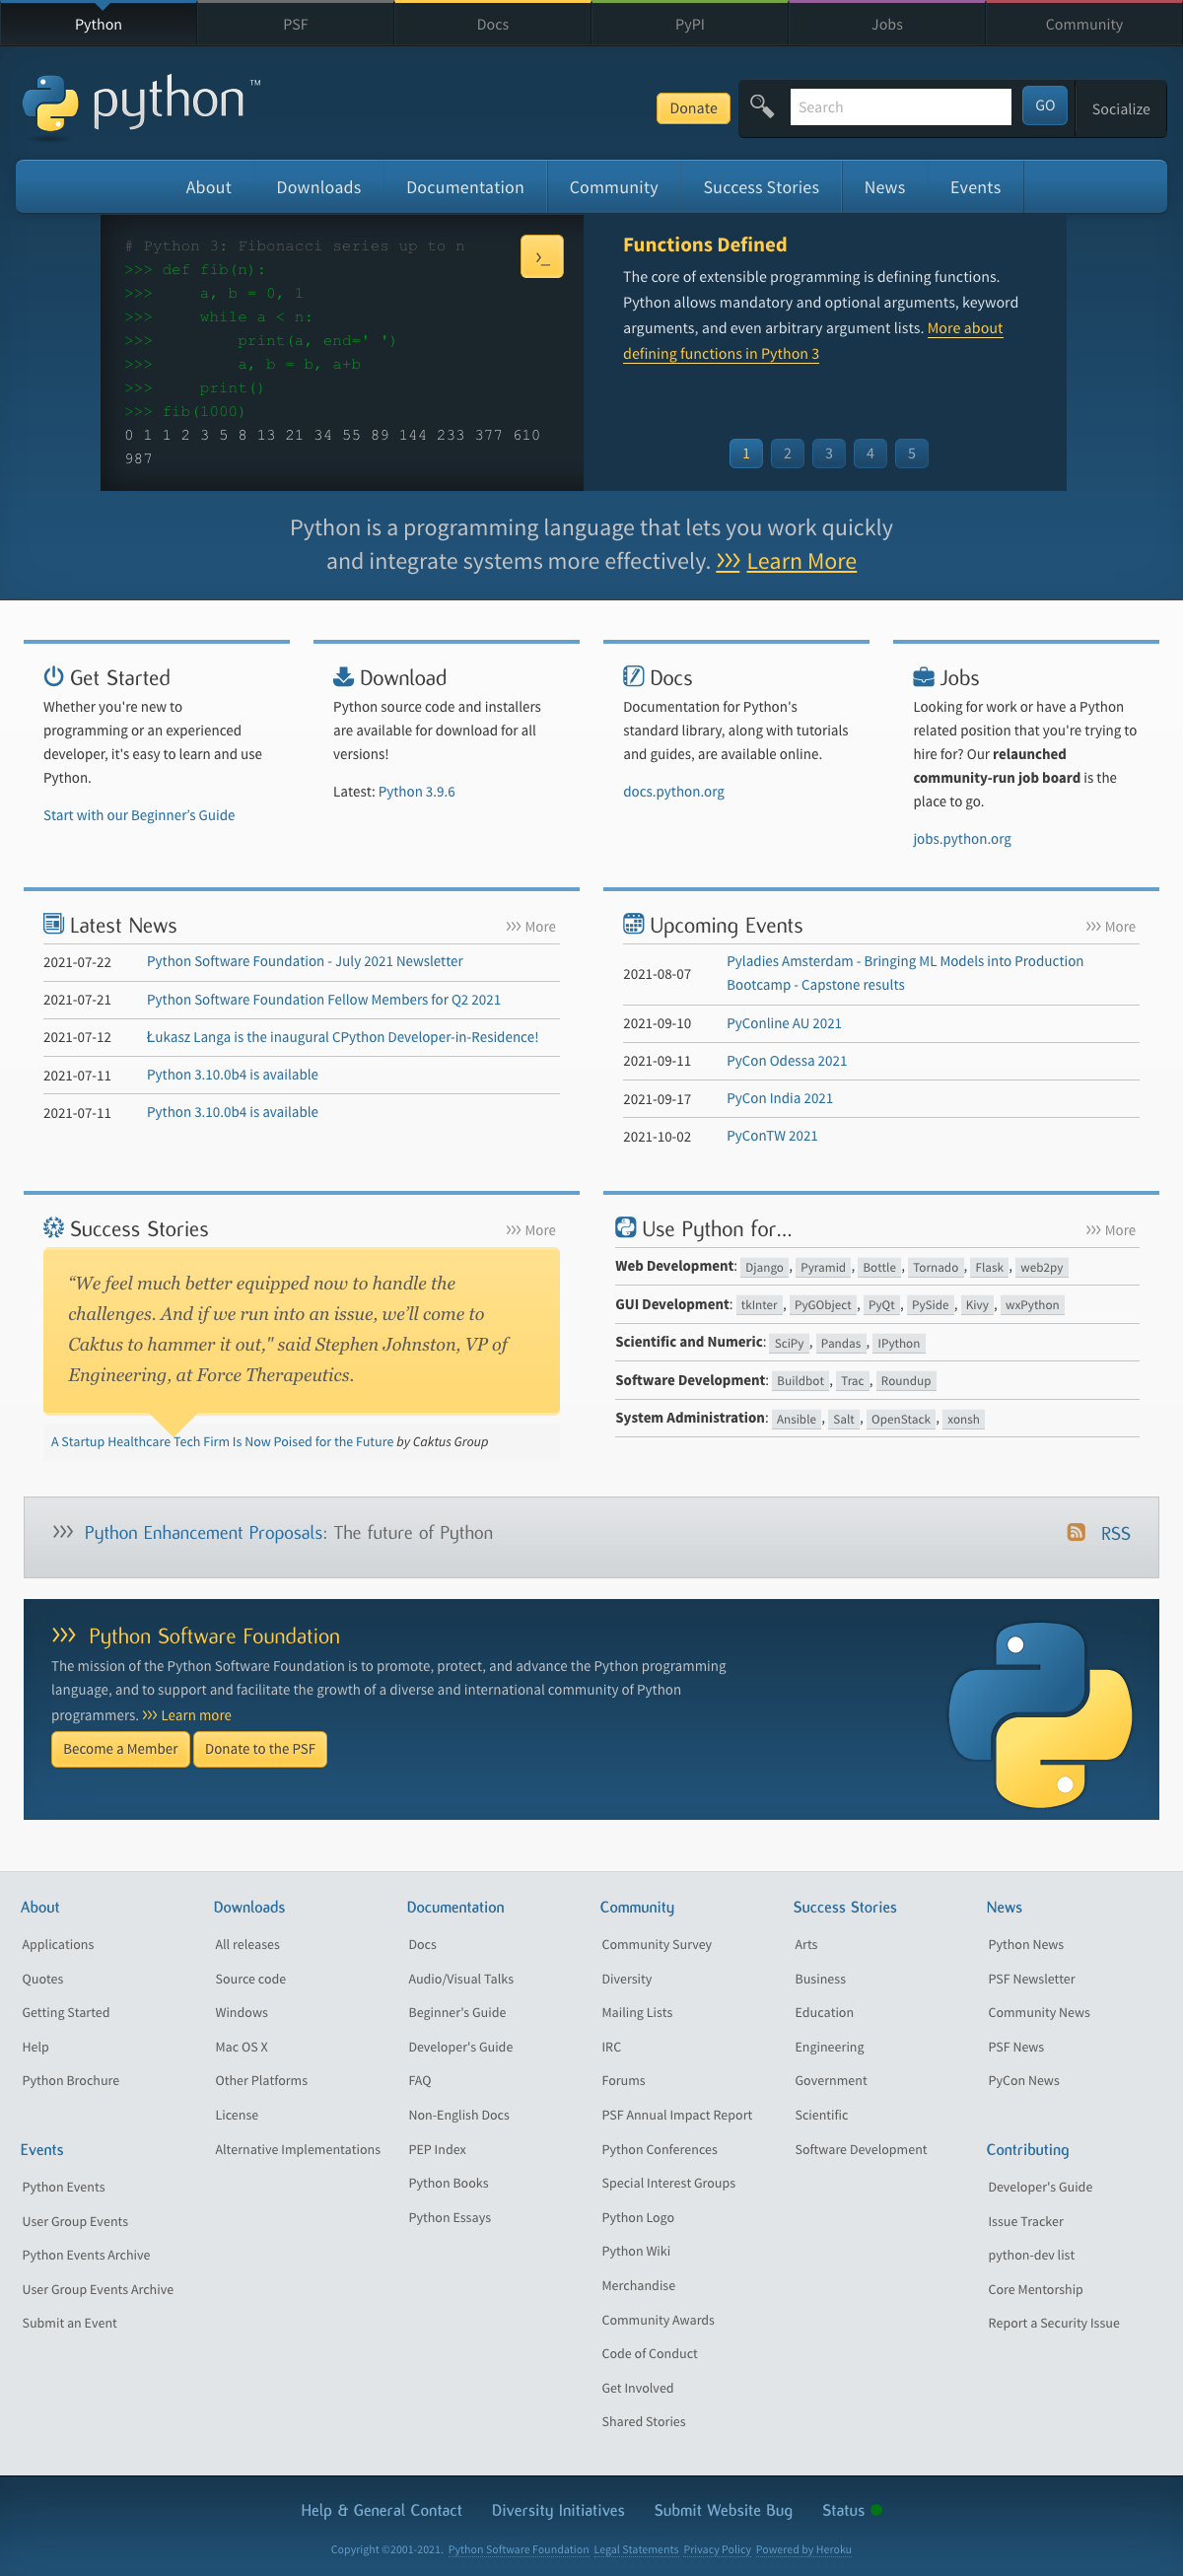 Python
PSF
Docs
PyPI
Jobs
Community
python™
Donate
Search
GO
Socialize
About
Downloads
Documentation
Community
Success Stories
News
Events
# Python 3: Fibonacci series up to n
>>> def fib(n):
>>>     a, b = 0, 1
>>>     while a < n:
>>>         print(a, end=' ')
>>>         a, b = b, a+b
>>>     print()
>>> fib(1000)
0 1 1 2 3 5 8 13 21 34 55 89 144 233 377 610
987
>_
Functions Defined
The core of extensible programming is defining functions.
Python allows mandatory and optional arguments, keyword
arguments, and even arbitrary argument lists. More about
defining functions in Python 3
1 2 3 4 5
Python is a programming language that lets you work quickly
and integrate systems more effectively. >>> Learn More
Get Started
Whether you're new to
programming or an experienced
developer, it's easy to learn and use
Python.
Start with our Beginner’s Guide
Download
Python source code and installers
are available for download for all
versions!
Latest: Python 3.9.6
Docs
Documentation for Python's
standard library, along with tutorials
and guides, are available online.
docs.python.org
Jobs
Looking for work or have a Python
related position that you're trying to
hire for? Our relaunched
community-run job board is the
place to go.
jobs.python.org
Latest News
>>> More
2021-07-22 Python Software Foundation - July 2021 Newsletter
2021-07-21 Python Software Foundation Fellow Members for Q2 2021
2021-07-12 Łukasz Langa is the inaugural CPython Developer-in-Residence!
2021-07-11 Python 3.10.0b4 is available
2021-07-11 Python 3.10.0b4 is available
Upcoming Events
>>> More
2021-08-07 Pyladies Amsterdam - Bringing ML Models into Production
Bootcamp - Capstone results
2021-09-10 PyConline AU 2021
2021-09-11 PyCon Odessa 2021
2021-09-17 PyCon India 2021
2021-10-02 PyConTW 2021
Success Stories
>>> More
“We feel much better equipped now to handle the
challenges. And if we run into an issue, we’ll come to
Caktus to hammer it out," said Stephen Johnston, VP of
Engineering, at Force Therapeutics.
A Startup Healthcare Tech Firm Is Now Poised for the Future by Caktus Group
Use Python for…
>>> More
Web Development: Django , Pyramid , Bottle , Tornado , Flask , web2py
GUI Development: tkInter , PyGObject , PyQt , PySide , Kivy , wxPython
Scientific and Numeric: SciPy , Pandas , IPython
Software Development: Buildbot , Trac , Roundup
System Administration: Ansible , Salt , OpenStack , xonsh
>>> Python Enhancement Proposals: The future of Python
RSS
>>> Python Software Foundation
The mission of the Python Software Foundation is to promote, protect, and advance the Python programming
language, and to support and facilitate the growth of a diverse and international community of Python
programmers. >>> Learn more
Become a Member
Donate to the PSF
About
Applications
Quotes
Getting Started
Help
Python Brochure
Events
Python Events
User Group Events
Python Events Archive
User Group Events Archive
Submit an Event
Downloads
All releases
Source code
Windows
Mac OS X
Other Platforms
License
Alternative Implementations
Documentation
Docs
Audio/Visual Talks
Beginner's Guide
Developer's Guide
FAQ
Non-English Docs
PEP Index
Python Books
Python Essays
Community
Community Survey
Diversity
Mailing Lists
IRC
Forums
PSF Annual Impact Report
Python Conferences
Special Interest Groups
Python Logo
Python Wiki
Merchandise
Community Awards
Code of Conduct
Get Involved
Shared Stories
Success Stories
Arts
Business
Education
Engineering
Government
Scientific
Software Development
News
Python News
PSF Newsletter
Community News
PSF News
PyCon News
Contributing
Developer's Guide
Issue Tracker
python-dev list
Core Mentorship
Report a Security Issue
Help & General Contact
Diversity Initiatives
Submit Website Bug
Status
Copyright ©2001-2021. Python Software Foundation Legal Statements Privacy Policy Powered by Heroku